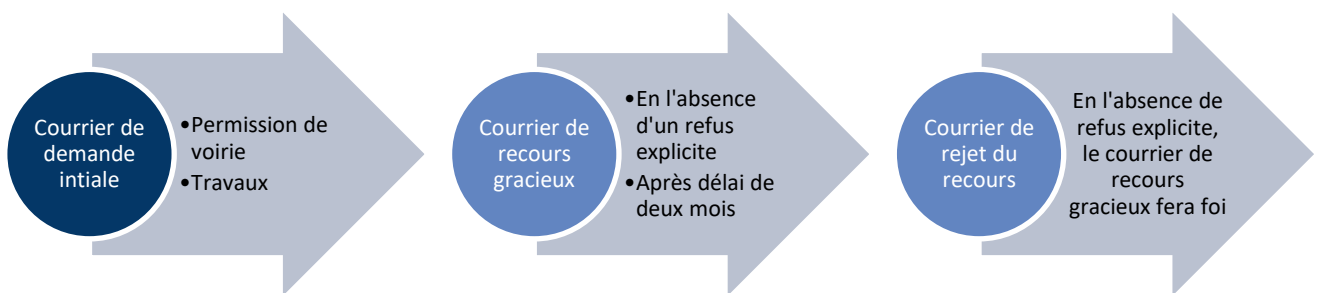 Courrier de
demande
intiale
•Permission de
voirie
•Travaux
Courrier de
recours
gracieux
•En l'absence
d'un refus
explicite
•Après délai de
deux mois
Courrier de
rejet du
recours
En l'absence de
refus explicite,
le courrier de
recours
gracieux fera foi